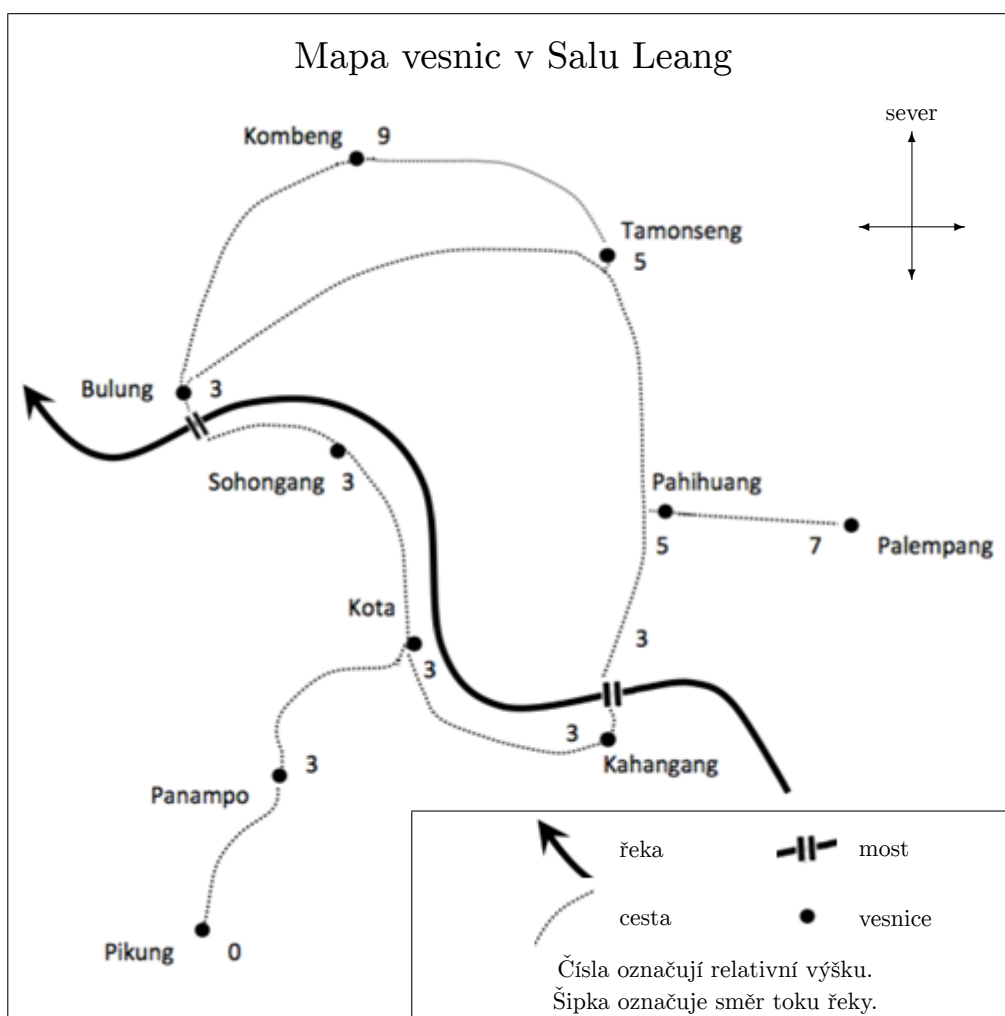 Mapa vesnic v Salu Leang
sever
Kombeng 9
Tamonseng
5
Bulung 3
Sohongang 3
Pahihuang
5 7 Palempang
Kota
3
3
3
Kahangang
3
Panampo
Pikung 0
řeka most
cesta vesnice
Čísla označují relativní výšku.
Šipka označuje směr toku řeky.